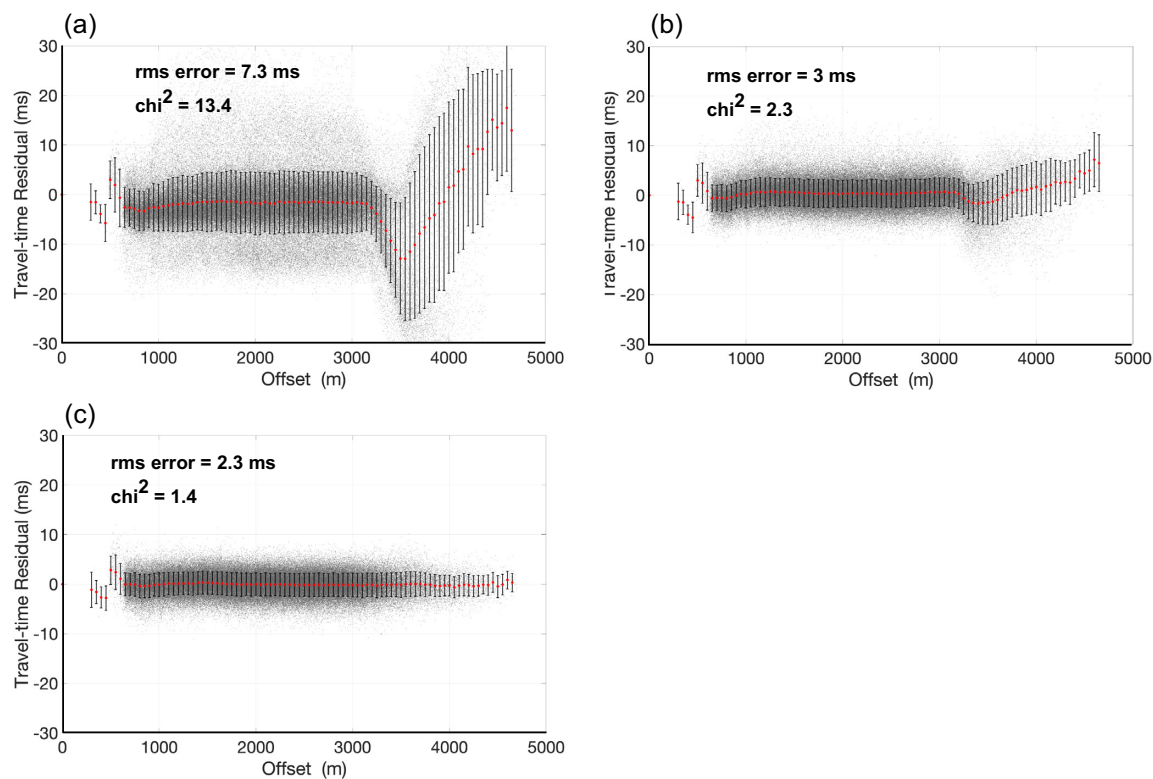 (a)
30
20
10
0
-10
-20
-30
Travel-time Residual (ms)
rms error = 7.3 ms
chi² = 13.4
0 1000 2000 3000 4000 5000
Offset (m)
(b)
30
20
10
0
-10
-20
-30
Travel-time Residual (ms)
rms error = 3 ms
chi² = 2.3
0 1000 2000 3000 4000 5000
Offset (m)
(c)
30
20
10
0
-10
-20
-30
Travel-time Residual (ms)
rms error = 2.3 ms
chi² = 1.4
0 1000 2000 3000 4000 5000
Offset (m)